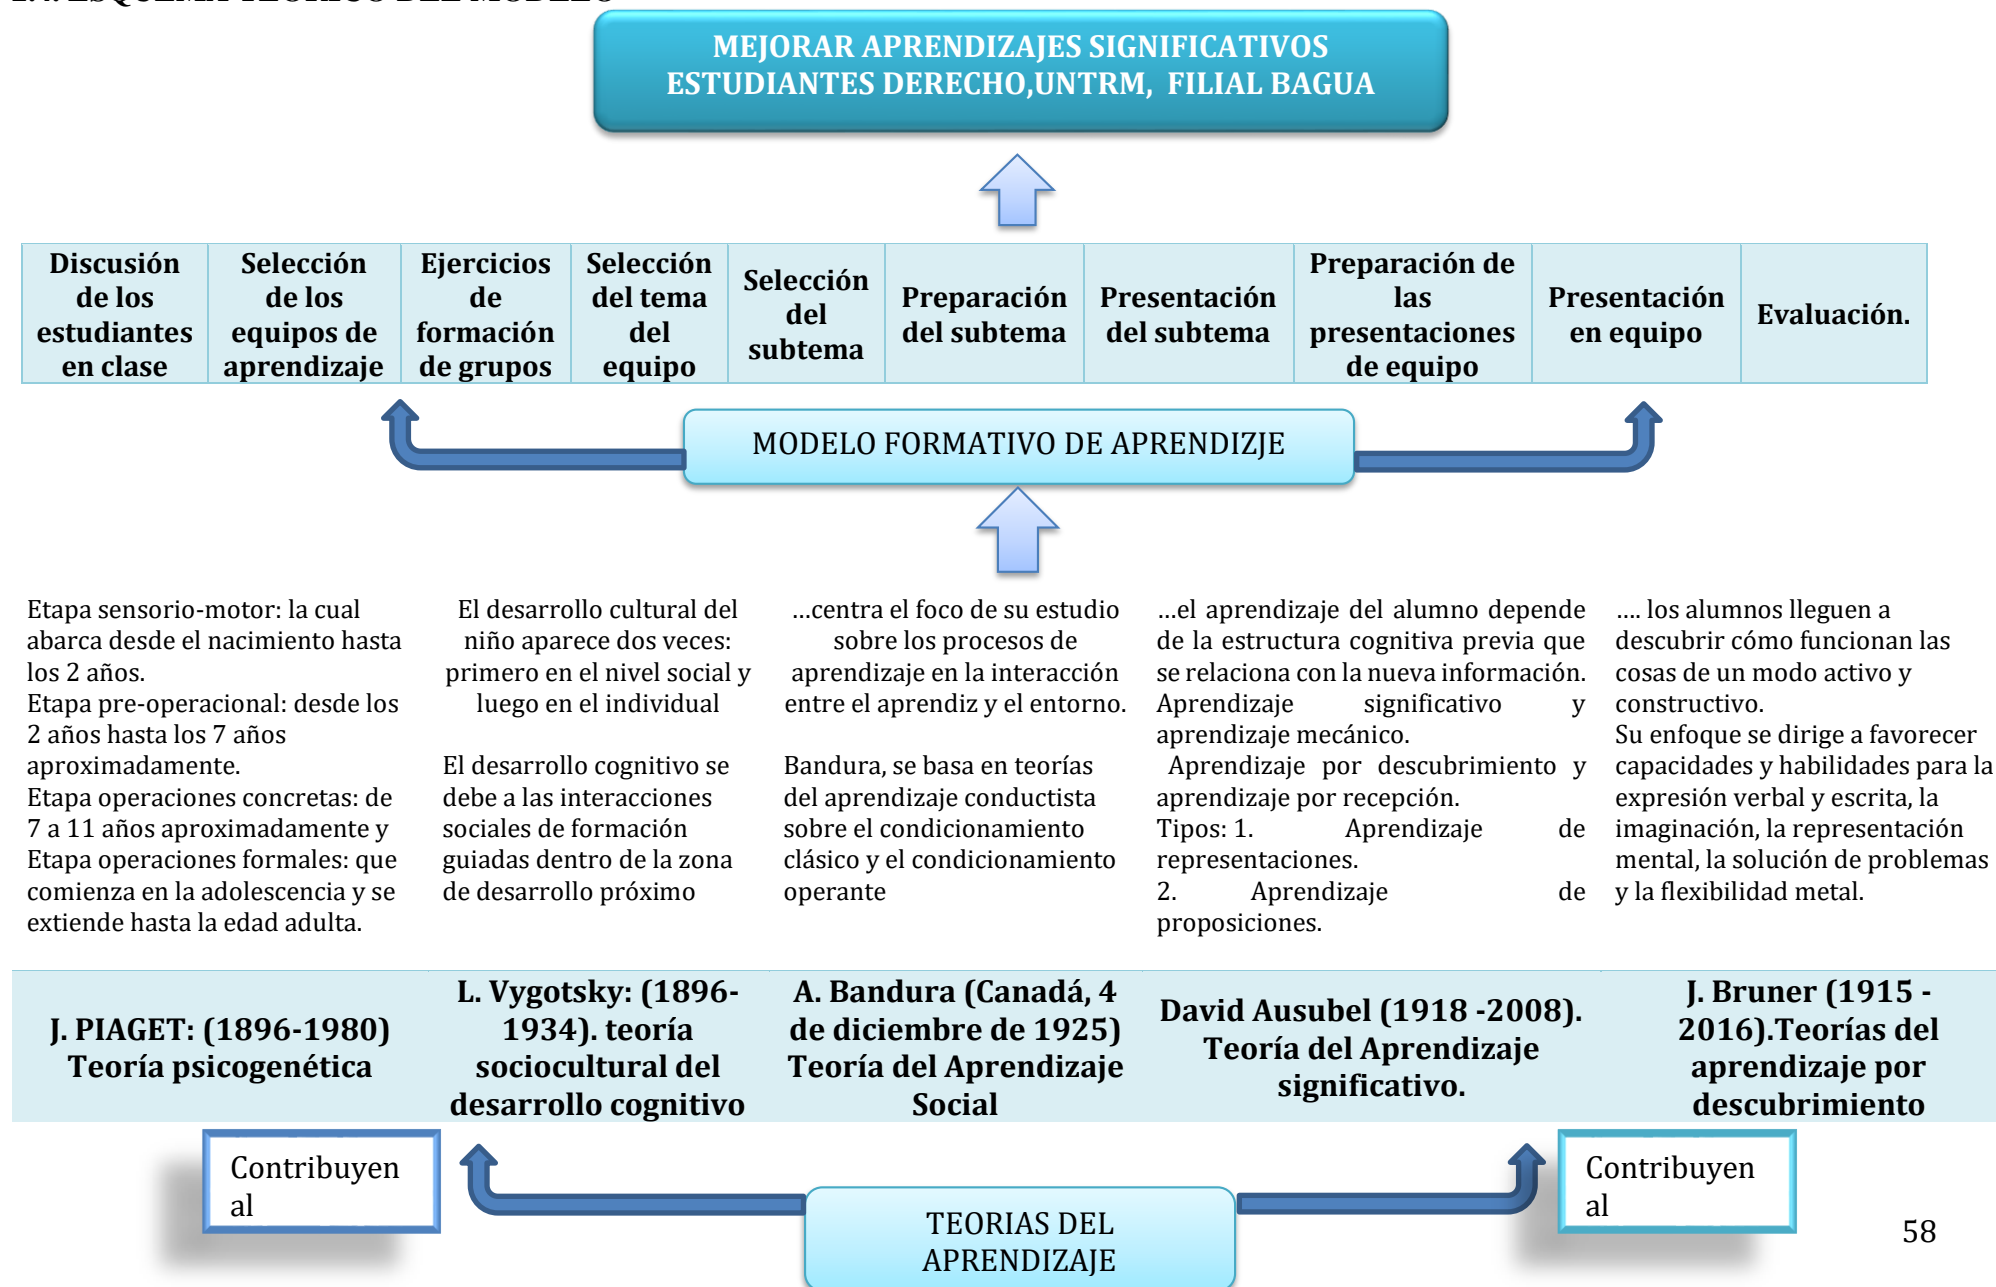 MEJORAR APRENDIZAJES SIGNIFICATIVOS
ESTUDIANTES DERECHO,UNTRM, FILIAL BAGUA
Discusión
de los
estudiantes
en clase
Selección
de los
equipos de
aprendizaje
Ejercicios
de
formación
de grupos
Selección
del tema
del
equipo
Selección
del
subtema
Preparación
del subtema
Presentación
del subtema
Preparación de
las
presentaciones
de equipo
Presentación
en equipo
Evaluación.
MODELO FORMATIVO DE APRENDIZJE
Etapa sensorio-motor: la cual
abarca desde el nacimiento hasta
los 2 años.
Etapa pre-operacional: desde los
2 años hasta los 7 años
aproximadamente.
Etapa operaciones concretas: de
7 a 11 años aproximadamente y
Etapa operaciones formales: que
comienza en la adolescencia y se
extiende hasta la edad adulta.
El desarrollo cultural del
niño aparece dos veces:
primero en el nivel social y
luego en el individual
El desarrollo cognitivo se
debe a las interacciones
sociales de formación
guiadas dentro de la zona
de desarrollo próximo
...centra el foco de su estudio
sobre los procesos de
aprendizaje en la interacción
entre el aprendiz y el entorno.
Bandura, se basa en teorías
del aprendizaje conductista
sobre el condicionamiento
clásico y el condicionamiento
operante
...el aprendizaje del alumno depende
de la estructura cognitiva previa que
se relaciona con la nueva información.
Aprendizaje significativo y
aprendizaje mecánico.
Aprendizaje por descubrimiento y
aprendizaje por recepción.
Tipos: 1. Aprendizaje de
representaciones.
2. Aprendizaje de
proposiciones.
.... los alumnos lleguen a
descubrir cómo funcionan las
cosas de un modo activo y
constructivo.
Su enfoque se dirige a favorecer
capacidades y habilidades para la
expresión verbal y escrita, la
imaginación, la representación
mental, la solución de problemas
y la flexibilidad metal.
J. PIAGET: (1896-1980)
Teoría psicogenética
L. Vygotsky: (1896-
1934). teoría
sociocultural del
desarrollo cognitivo
A. Bandura (Canadá, 4
de diciembre de 1925)
Teoría del Aprendizaje
Social
David Ausubel (1918 -2008).
Teoría del Aprendizaje
significativo.
J. Bruner (1915 -
2016).Teorías del
aprendizaje por
descubrimiento
Contribuyen
al
TEORIAS DEL
APRENDIZAJE
Contribuyen
al
58